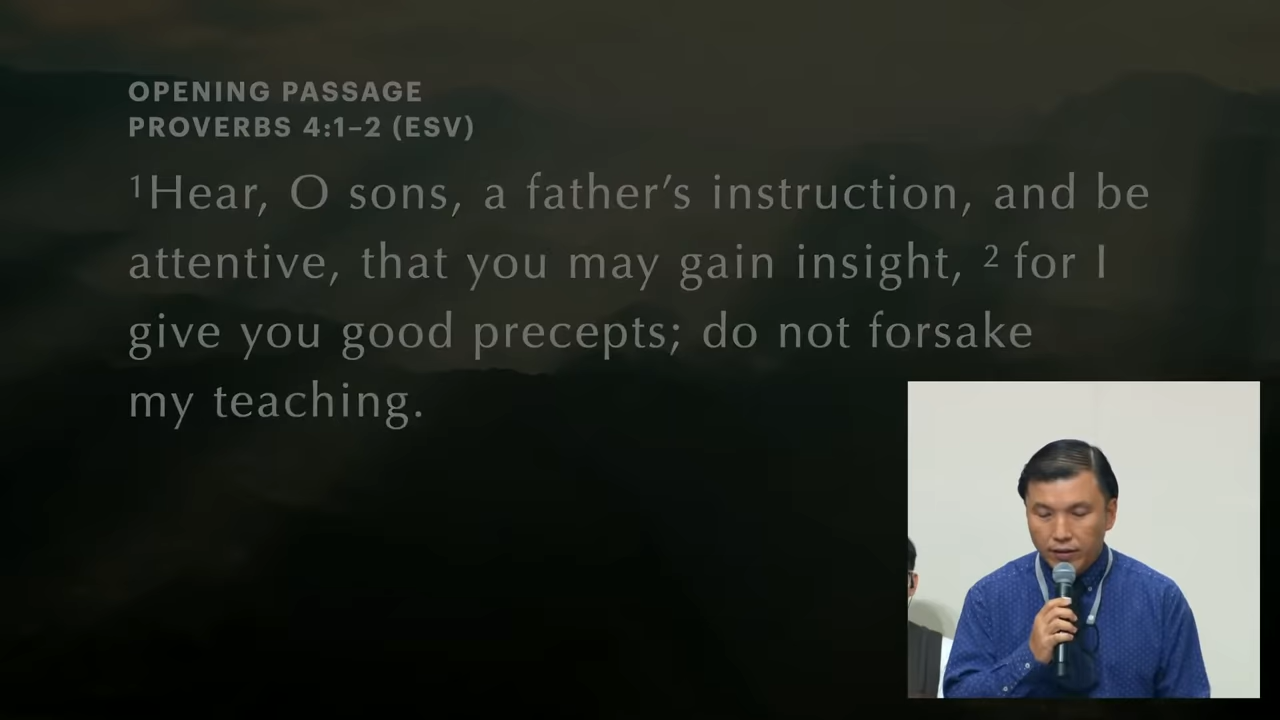 OPENING PASSAGE
PROVERBS 4:1–2 (ESV)
¹Hear, O sons, a father’s instruction, and be
attentive, that you may gain insight, ² for I
give you good precepts; do not forsake
my teaching.